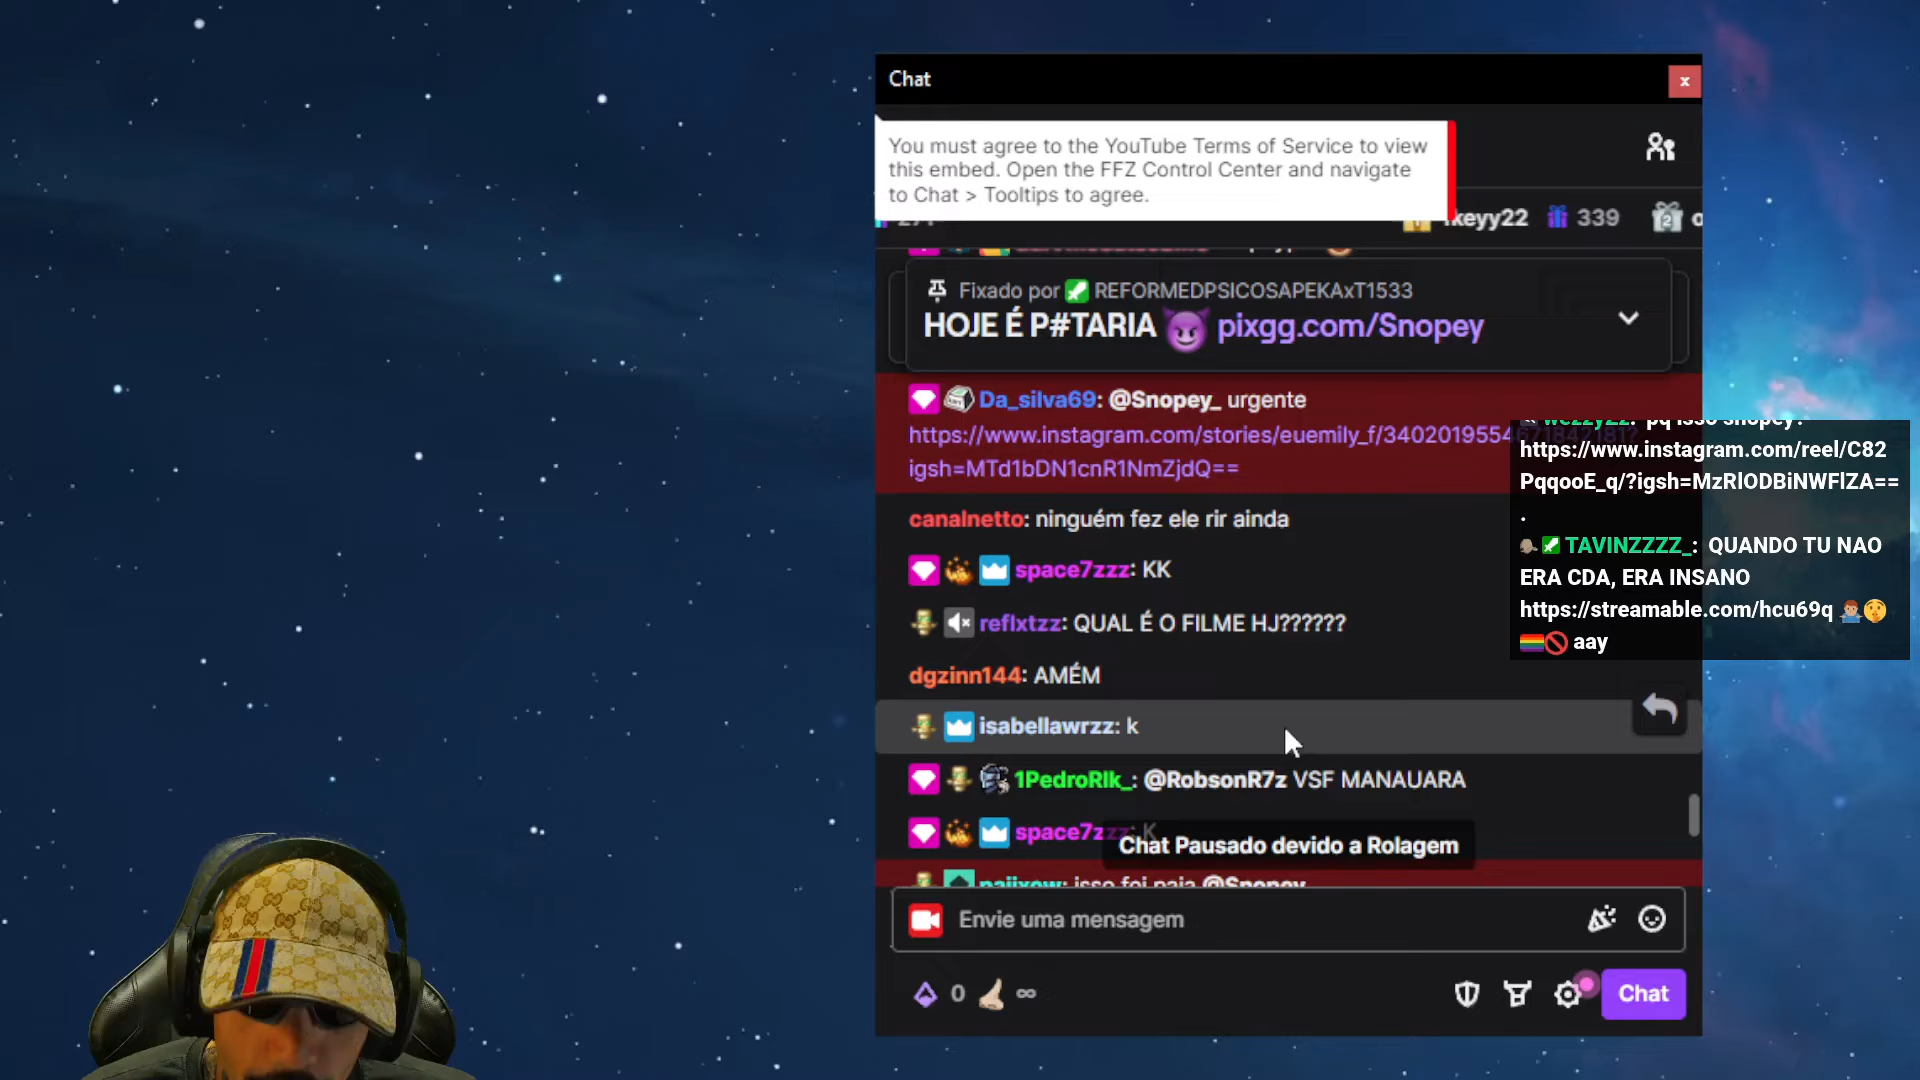 Chat
x
You must agree to the YouTube Terms of Service to view
this embed. Open the FFZ Control Center and navigate
to Chat > Tooltips to agree.
keyy22 339 2
Fixado por REFORMEDPSICOSAPEKAxT1533
HOJE É P#TARIA 😈 pixgg.com/Snopey
Da_silva69: @Snopey_ urgente
https://www.instagram.com/stories/euemily_f/3402019554671842181?
igsh=MTd1bDN1cnR1NmZjdQ==
canalnetto: ninguém fez ele rir ainda
space7zzz: KK
reflxtzz: QUAL É O FILME HJ??????
dgzinn144: AMÉM
isabellawrzz: k
1PedroRlk_: @RobsonR7z VSF MANAUARA
space7zzz: K
Chat Pausado devido a Rolagem
isso foi paia @Snopey
Envie uma mensagem
0 ∞
Chat
wezzy22: pq isso snopey?
https://www.instagram.com/reel/C82
PqqooE_q/?igsh=MzRlODBiNWFlZA==
.
TAVINZZZZ_: QUANDO TU NAO
ERA CDA, ERA INSANO
https://streamable.com/hcu69q 🤷🏽‍♂️🤫
🏳️‍🌈🚫 aay